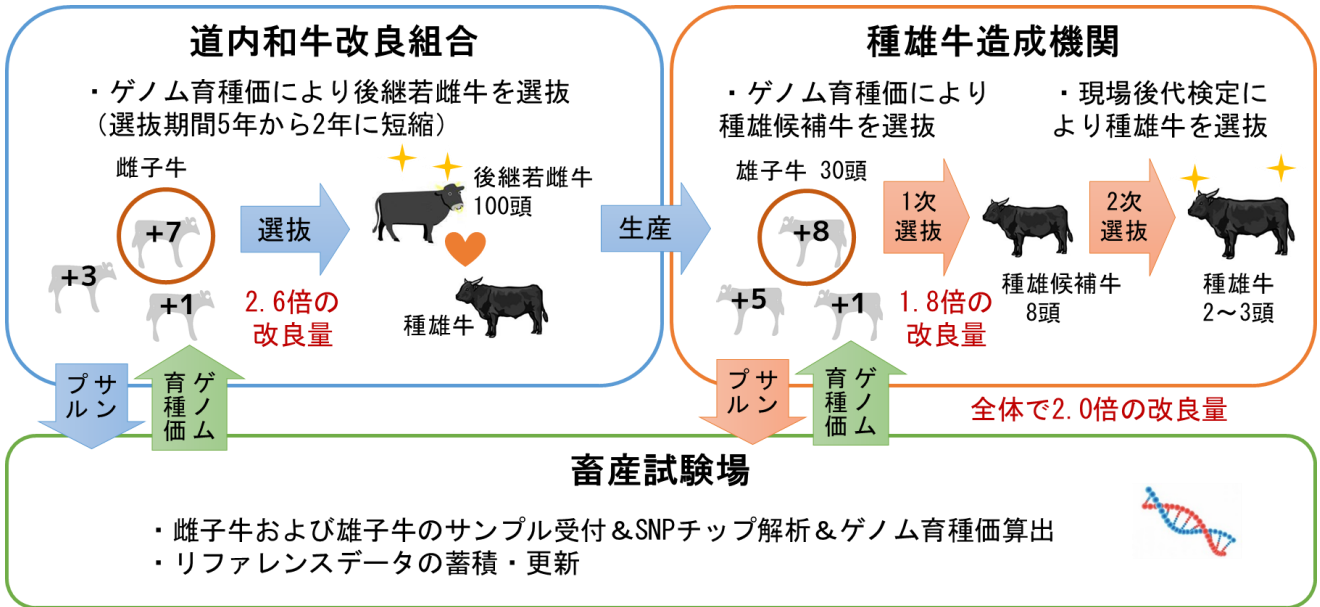 道内和牛改良組合
・ゲノム育種価により後継若雌牛を選抜
（選抜期間5年から2年に短縮）
雌子牛
+7
+3
+1
選抜
2.6倍の
改良量
後継若雌牛
100頭
種雄牛
生産
種雄牛造成機関
・ゲノム育種価により
種雄候補牛を選抜
・現場後代検定に
より種雄牛を選抜
雄子牛 30頭
+8
+5
+1
1次
選抜
1.8倍の
改良量
種雄候補牛
8頭
2次
選抜
種雄牛
2～3頭
サンプル
ゲノム
育種価
サンプル
ゲノム
育種価
全体で2.0倍の改良量
畜産試験場
・雌子牛および雄子牛のサンプル受付＆SNPチップ解析＆ゲノム育種価算出
・リファレンスデータの蓄積・更新